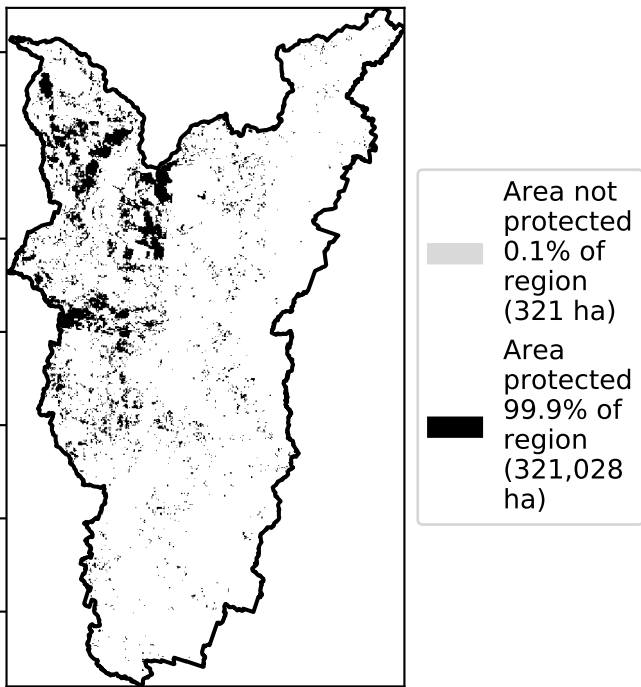 Area not
protected
0.1% of
region
(321 ha)
Area
protected
99.9% of
region
(321,028
ha)